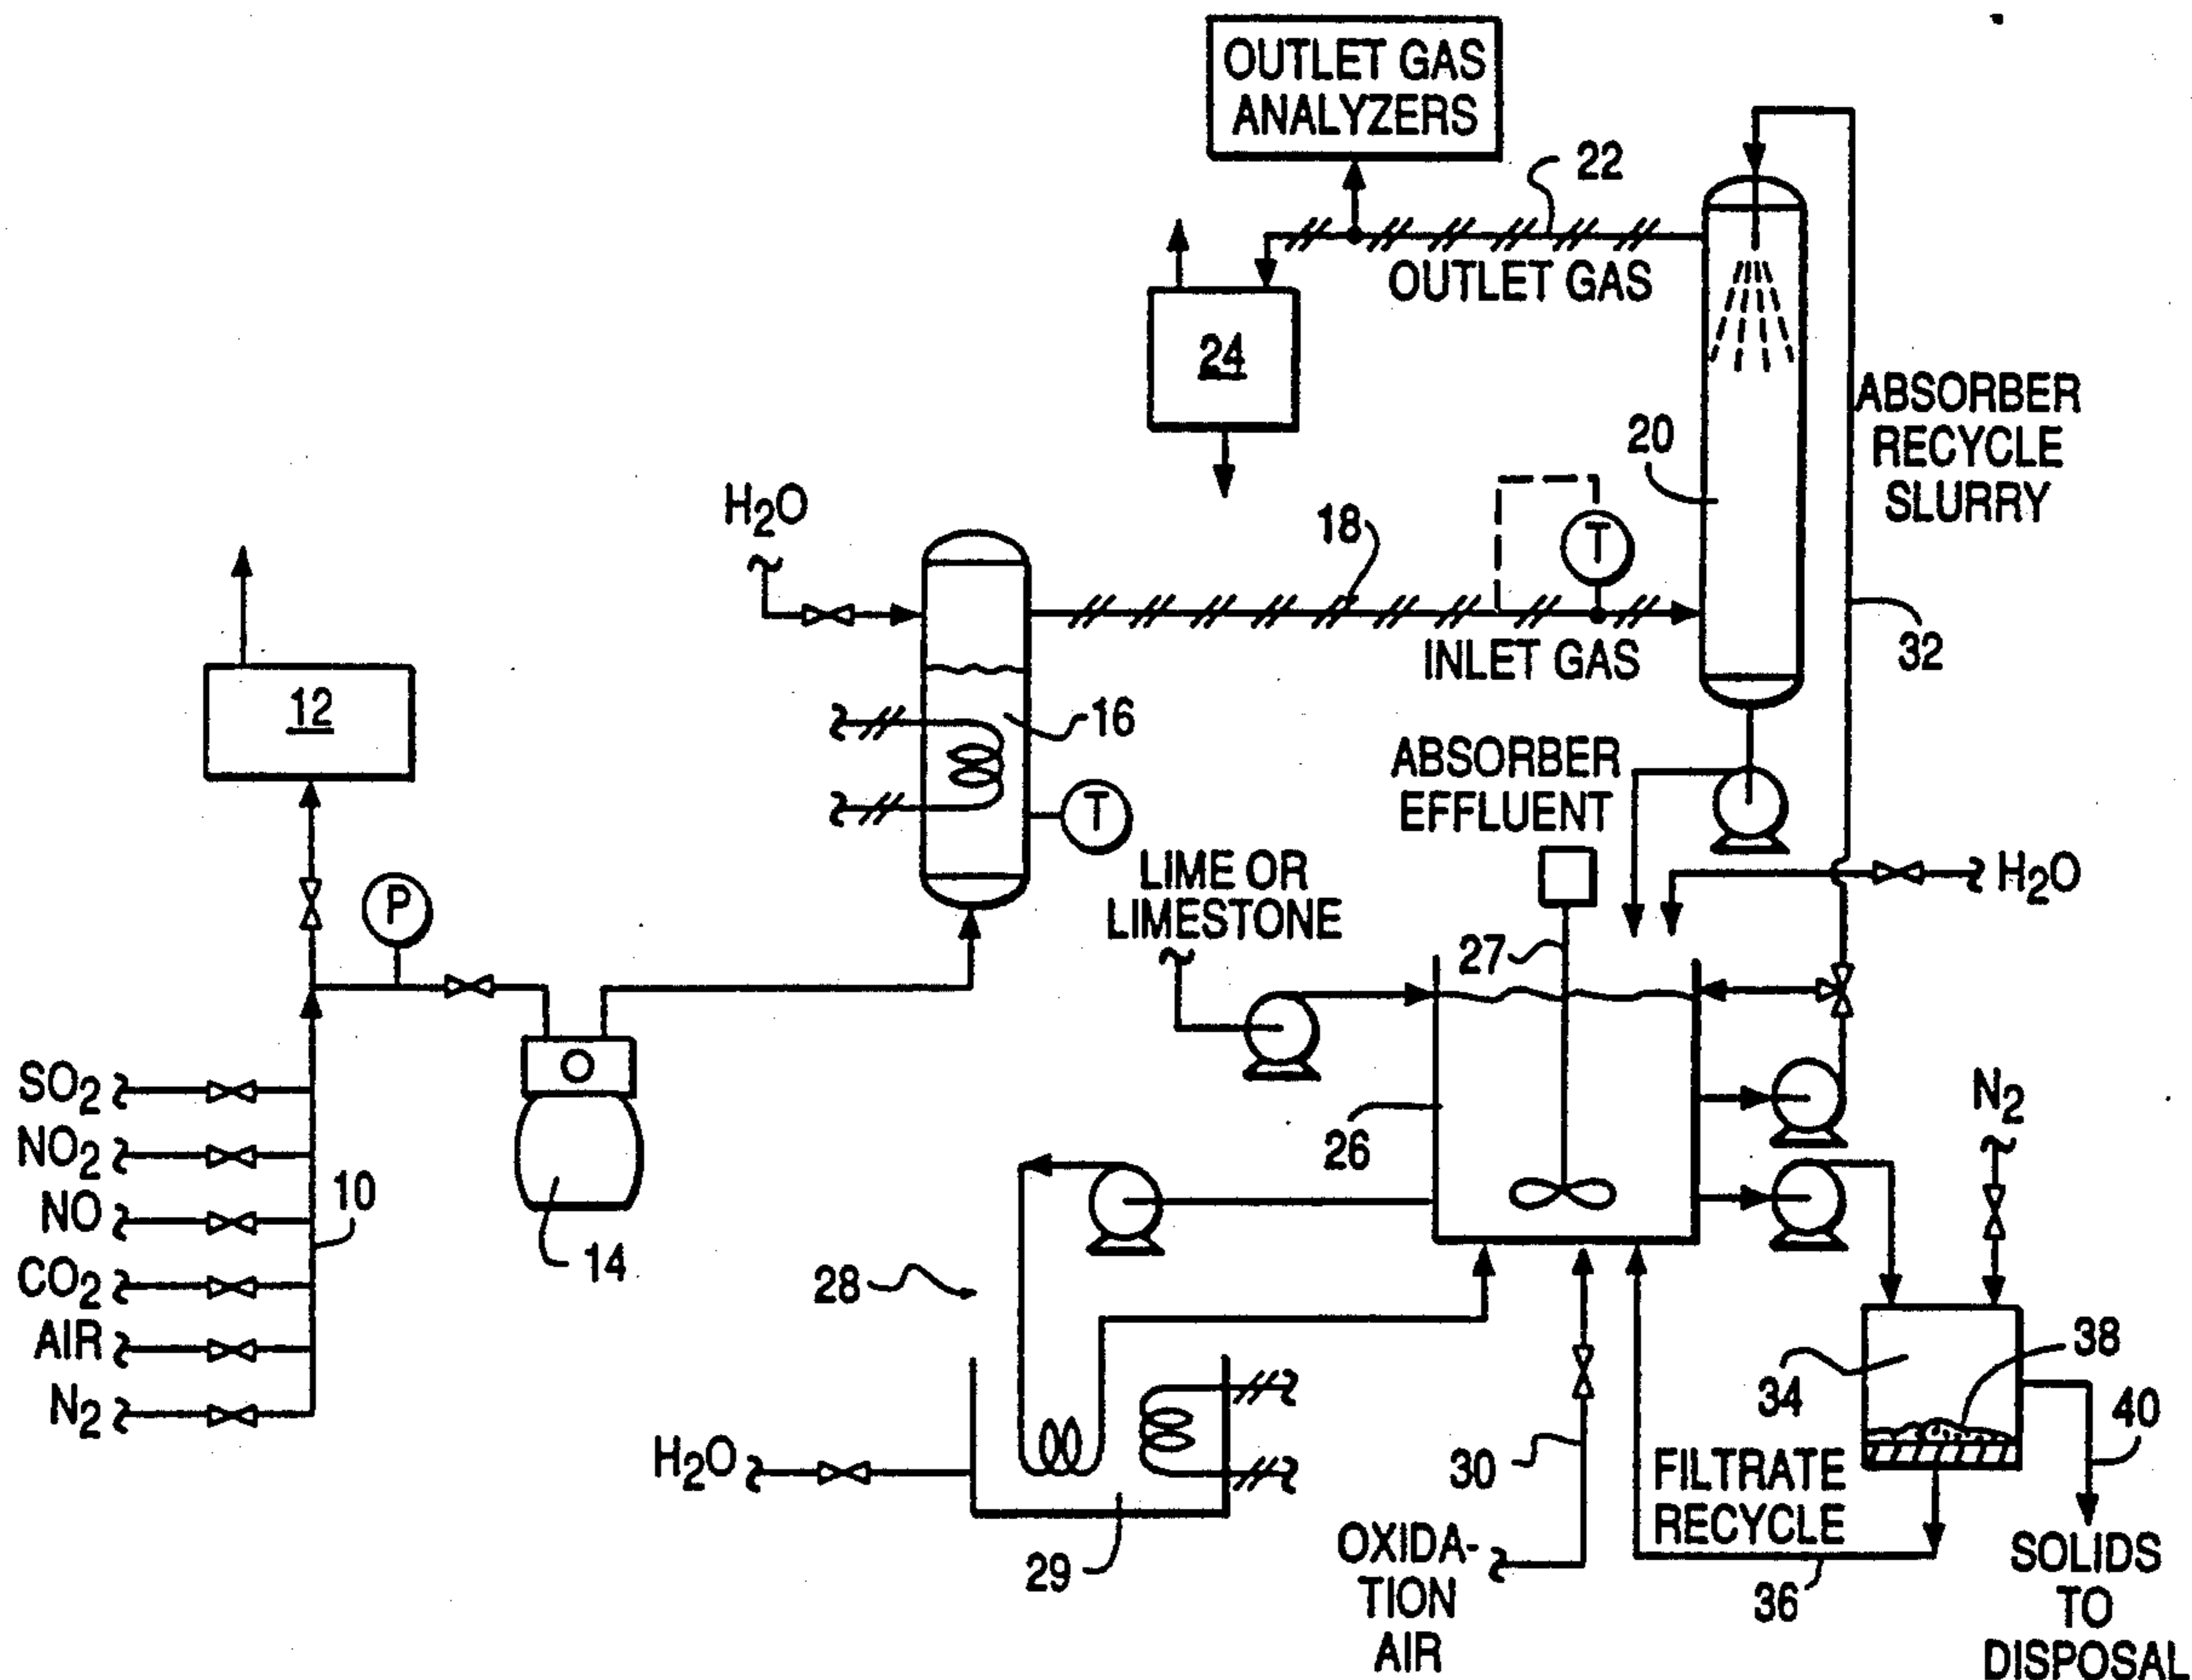 OUTLET GAS
ANALYZERS
22
OUTLET GAS
24
ABSORBER
RECYCLE
SLURRY
20
H₂O
18
T
INLET GAS
32
12
16
T
ABSORBER
EFFLUENT
LIME OR
LIMESTONE
H₂O
P
27
SO₂
NO₂
NO
CO₂
AIR
N₂
10
14
26
N₂
28
34
38
40
H₂O
29
30
FILTRATE
RECYCLE
36
OXIDA-
TION
AIR
SOLIDS
TO
DISPOSAL